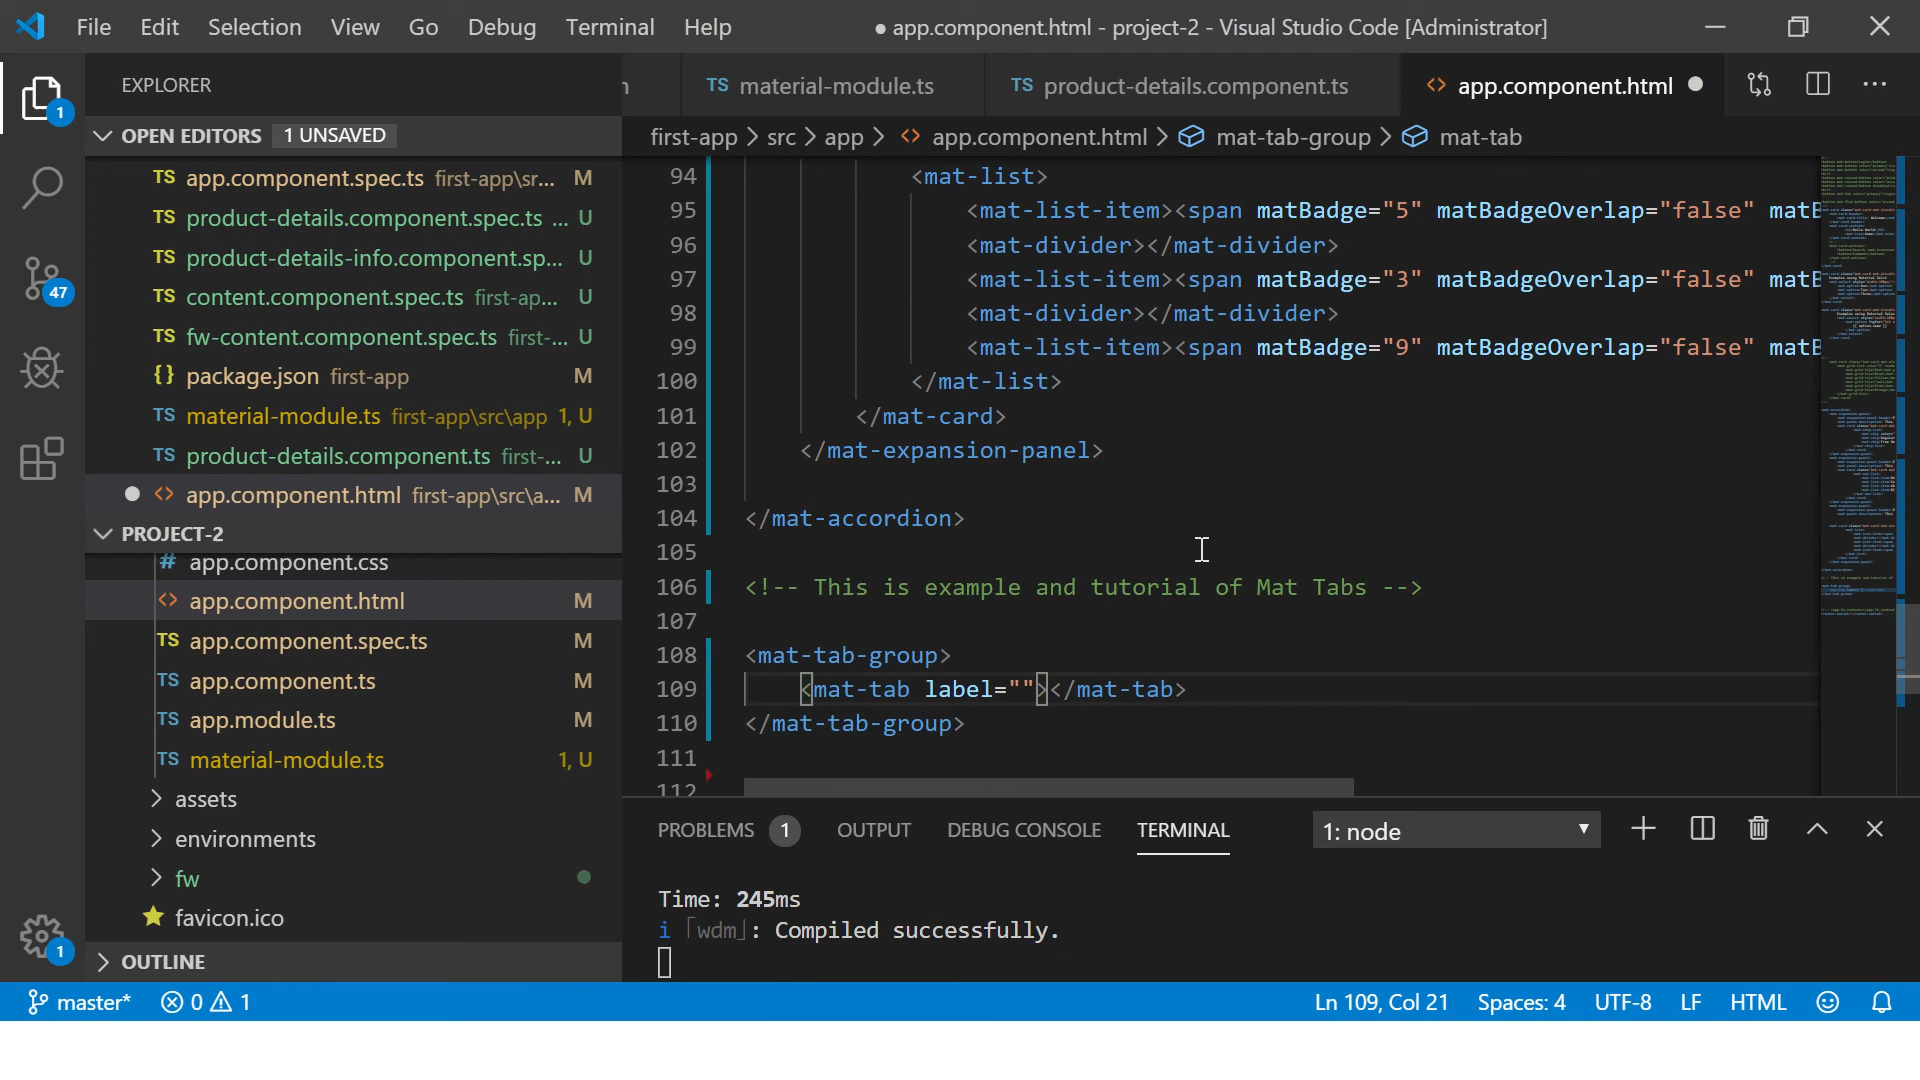 File Edit Selection View Go Debug Terminal Help ● app.component.html - project-2 - Visual Studio Code [Administrator]
EXPLORER
TS material-module.ts TS product-details.component.ts <> app.component.html ●
OPEN EDITORS 1 UNSAVED
first-app > src > app > <> app.component.html > mat-tab-group > mat-tab
TS app.component.spec.ts first-app\sr... M
TS product-details.component.spec.ts ... U
TS product-details-info.component.sp... U
TS content.component.spec.ts first-ap... U
TS fw-content.component.spec.ts first-... U
{} package.json first-app M
TS material-module.ts first-app\src\app 1, U
TS product-details.component.ts first-... U
● <> app.component.html first-app\src\a... M
PROJECT-2
# app.component.css
<> app.component.html M
TS app.component.spec.ts M
TS app.component.ts M
TS app.module.ts M
TS material-module.ts 1, U
assets
environments
fw
favicon.ico
OUTLINE
1
47
1
94 <mat-list>
95 <mat-list-item><span matBadge="5" matBadgeOverlap="false" matB
96 <mat-divider></mat-divider>
97 <mat-list-item><span matBadge="3" matBadgeOverlap="false" matB
98 <mat-divider></mat-divider>
99 <mat-list-item><span matBadge="9" matBadgeOverlap="false" matB
100 </mat-list>
101 </mat-card>
102 </mat-expansion-panel>
103
104 </mat-accordion>
105
106 <!-- This is example and tutorial of Mat Tabs -->
107
108 <mat-tab-group>
109 <mat-tab label=""></mat-tab>
110 </mat-tab-group>
111
112
PROBLEMS 1 OUTPUT DEBUG CONSOLE TERMINAL 1: node
Time: 245ms
i ｢wdm｣: Compiled successfully.
master* 0 1 Ln 109, Col 21 Spaces: 4 UTF-8 LF HTML